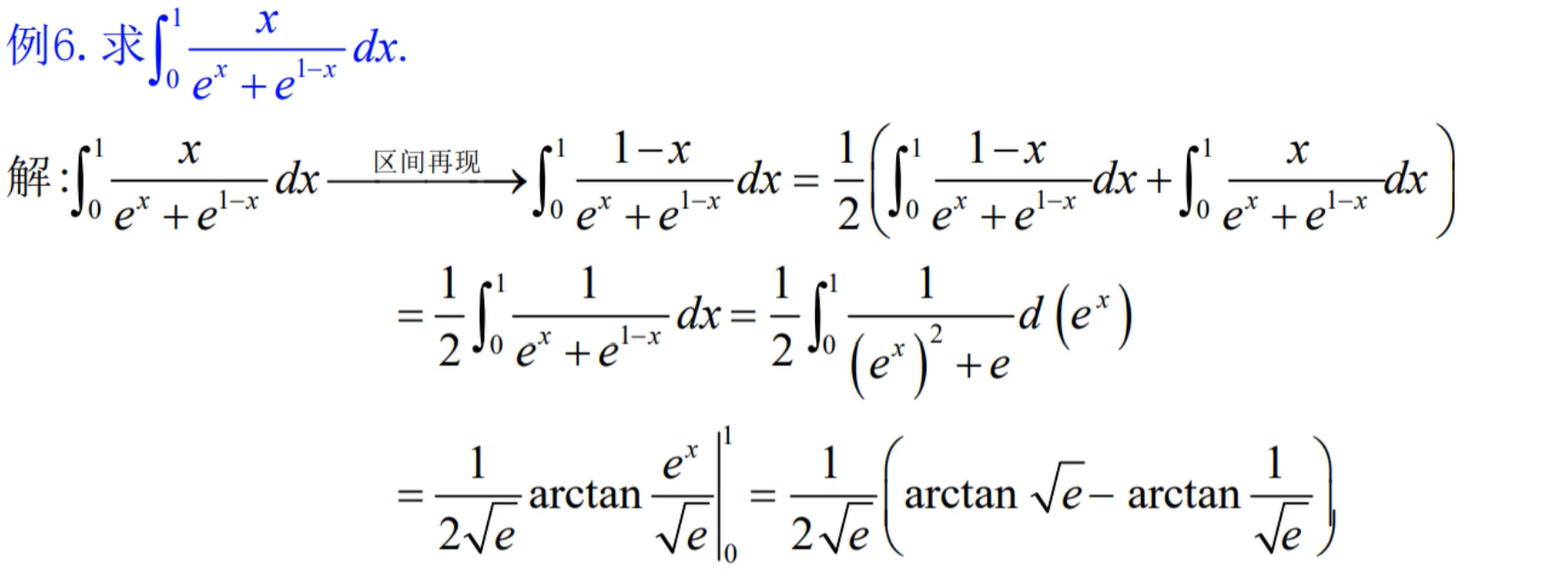 例6. 求∫₀¹ x/(eˣ + e¹⁻ˣ) dx.
解:∫₀¹ x/(eˣ + e¹⁻ˣ) dx —区间再现→ ∫₀¹ (1−x)/(eˣ + e¹⁻ˣ) dx = 1/2 (∫₀¹ (1−x)/(eˣ + e¹⁻ˣ) dx + ∫₀¹ x/(eˣ + e¹⁻ˣ) dx)
= 1/2 ∫₀¹ 1/(eˣ + e¹⁻ˣ) dx = 1/2 ∫₀¹ 1/((eˣ)² + e) d(eˣ)
= 1/(2√e) arctan eˣ/√e |₀¹ = 1/(2√e) (arctan √e − arctan 1/√e)